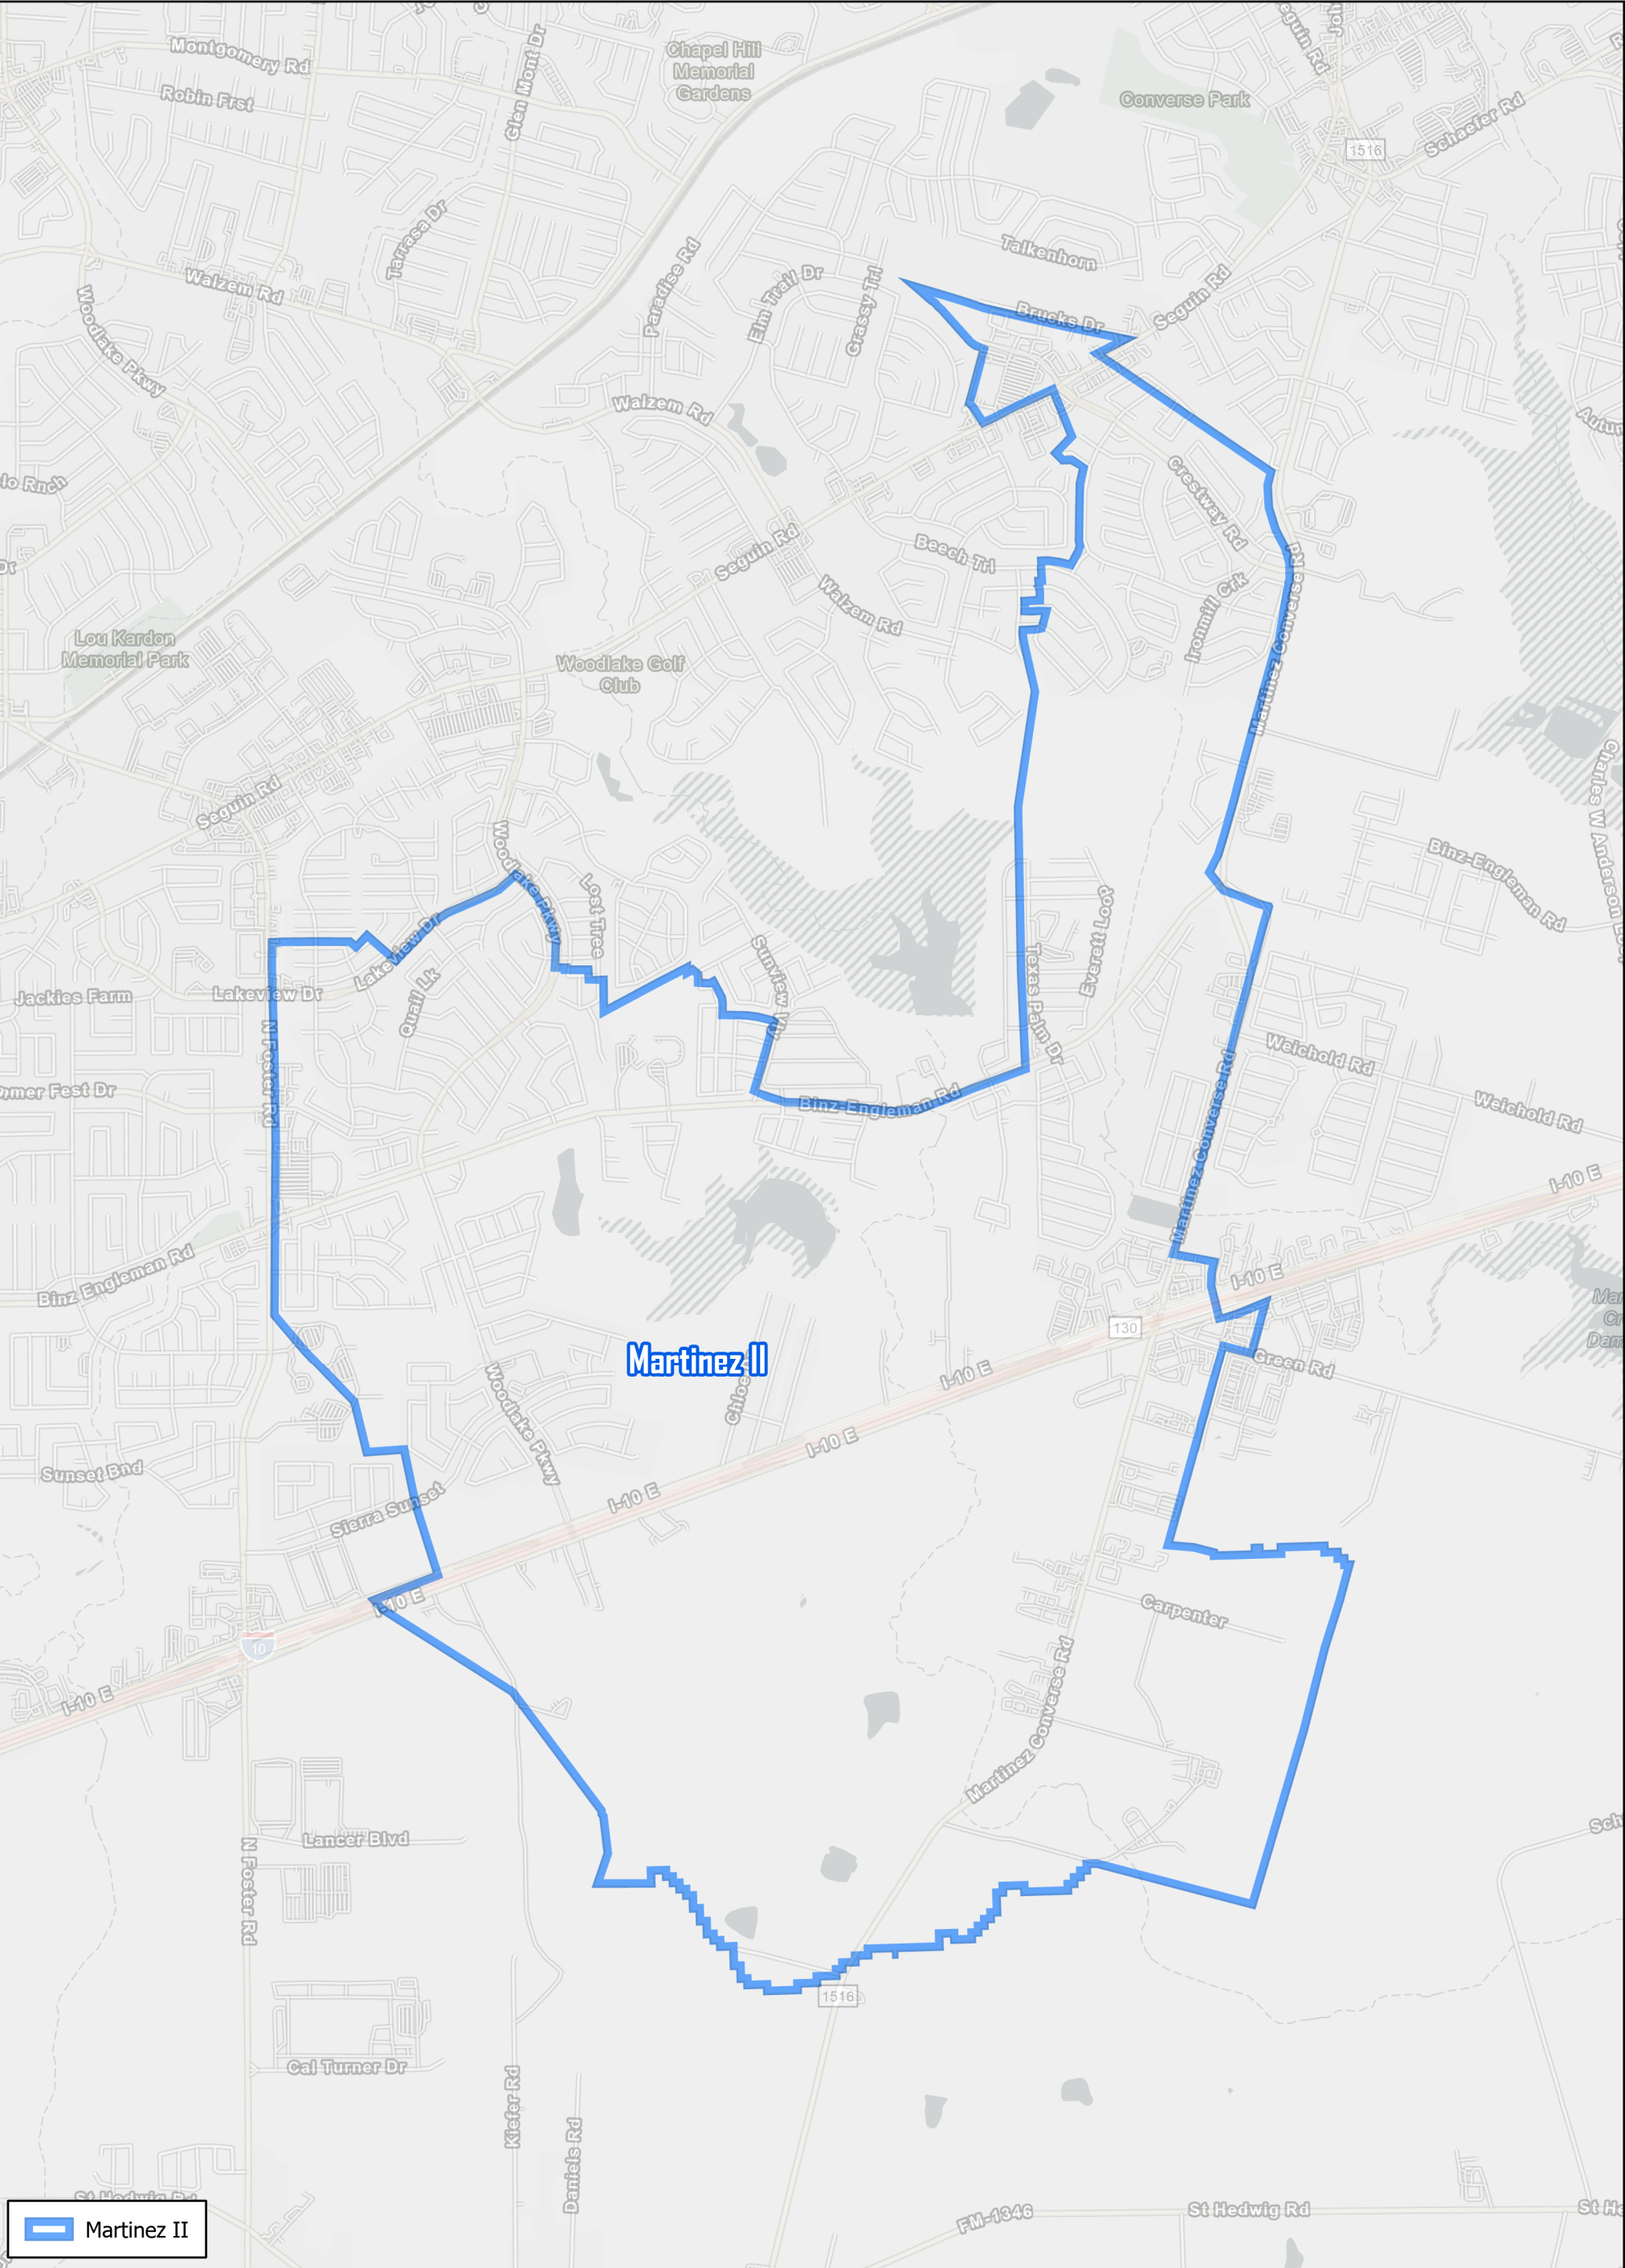 Montgomery Rd
Robin Frst
Glen Mont Dr
Chapel Hill
Memorial
Gardens
Converse Park
Seguin Rd
1516
Schaefer Rd
Tarrasa Dr
Walzem Rd
Woodlake Pkwy
Paradise Rd
Elm Trail Dr
Grassy Trl
Talkenhorn
Brucks Dr
Seguin Rd
Walzem Rd
Crestway Rd
Seguin Rd
Beech Trl
Walzem Rd
Ironmill Crk
Martinez Converse Rd
Lou Kardon
Memorial Park
Woodlake Golf
Club
Seguin Rd
Woodlake Pkwy
Lost Tree
Lakeview Dr
Sunview Wy
Texas Palm Dr
Everett Loop
Binz-Engleman Rd
Charles W Anderson Loop
Jackies Farm
Lakeview Dr
Quail Lk
N Foster Rd
Weichold Rd
Martinez Converse Rd
Weichold Rd
Binz-Engleman Rd
I-10 E
Binz Engleman Rd
I-10 E
130
Martinez II
Chloe
I-10 E
Green Rd
Woodlake Pkwy
I-10 E
Sunset Bnd
Sierra Sunset
I-10 E
I-10 E
10
I-10 E
Carpenter
Martinez Converse Rd
Lancer Blvd
N Foster Rd
1516
Cal Turner Dr
Kiefer Rd
Daniels Rd
St Hedwig Rd
FM-1346
St Hedwig Rd
Martinez II